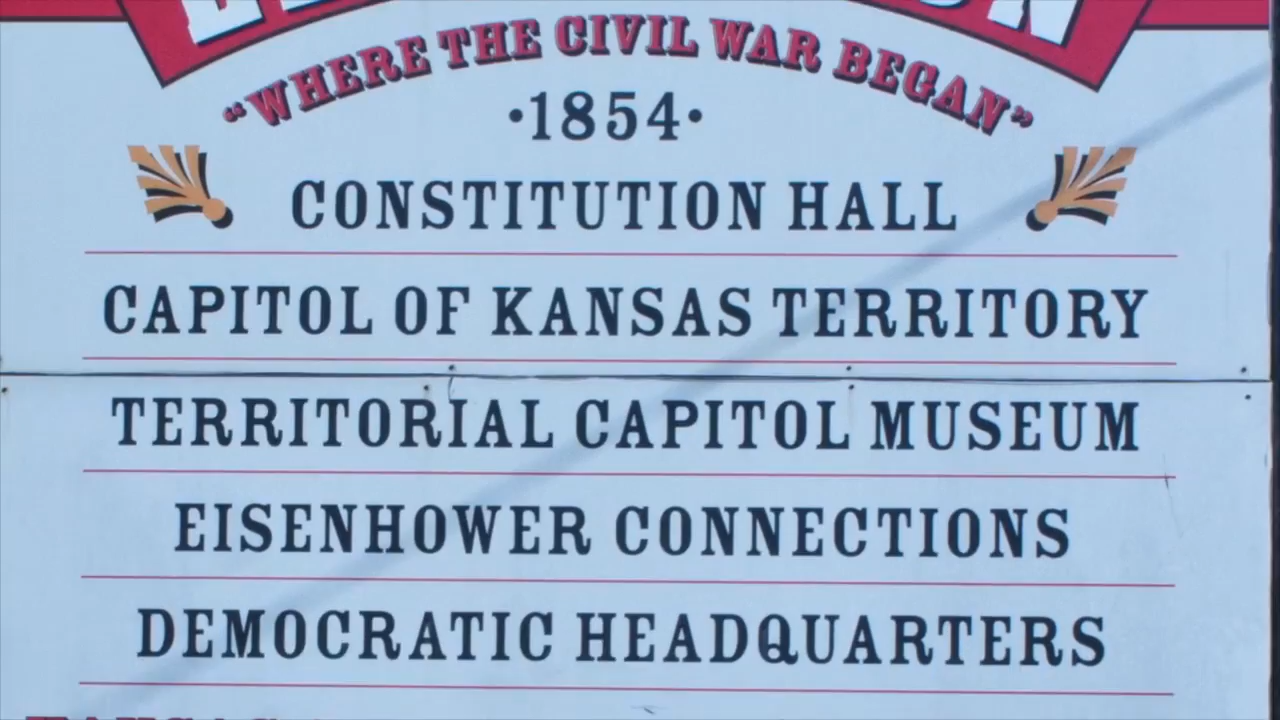 "WHERE THE CIVIL WAR BEGAN"
·1854·
CONSTITUTION HALL
CAPITOL OF KANSAS TERRITORY
TERRITORIAL CAPITOL MUSEUM
EISENHOWER CONNECTIONS
DEMOCRATIC HEADQUARTERS